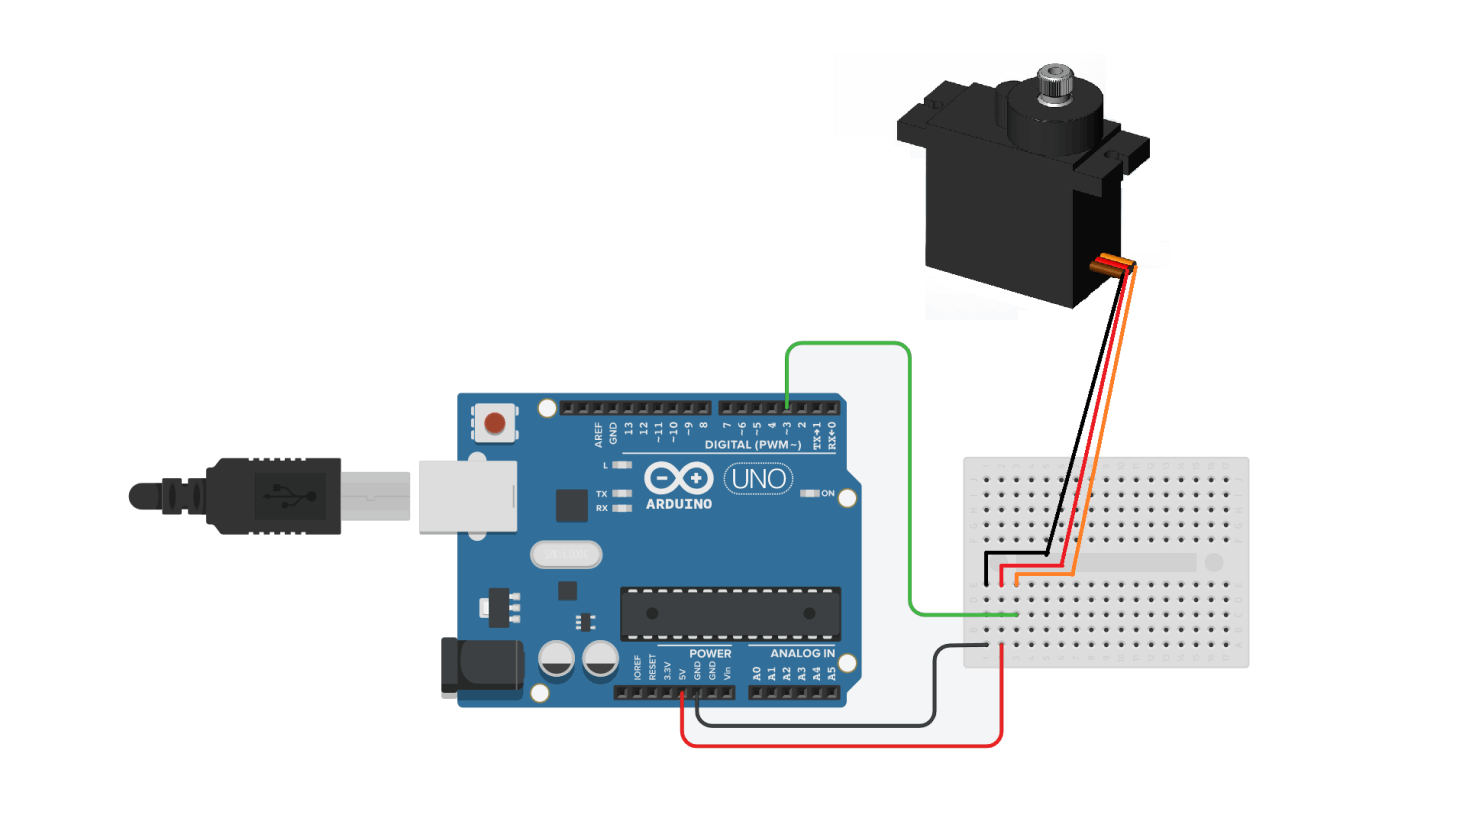 AREF
GND
13
12
~11
~10
~9
8
7
~6
~5
4
~3
2
TX→1
RX←0
DIGITAL (PWM~)
L
TX
RX
ARDUINO
UNO
ON
POWER
ANALOG IN
IOREF
RESET
3.3V
5V
GND
GND
Vin
A0
A1
A2
A3
A4
A5